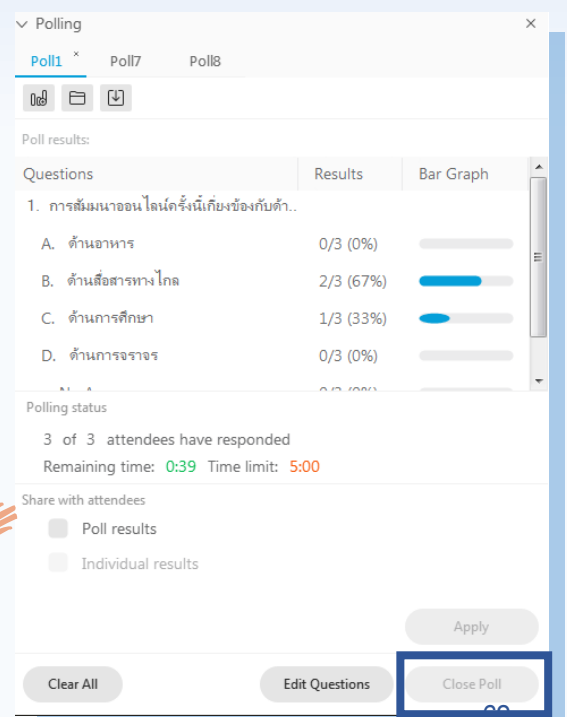 Polling
Poll1 Poll7 Poll8
Poll results:
Questions Results Bar Graph
1. การสัมมนาออนไลน์ครั้งนี้เกี่ยงข้องกับด้า..
A. ด้านอาหาร 0/3 (0%)
B. ด้านสื่อสารทางไกล 2/3 (67%)
C. ด้านการศึกษา 1/3 (33%)
D. ด้านการจราจร 0/3 (0%)
Polling status
3 of 3 attendees have responded
Remaining time: 0:39 Time limit: 5:00
Share with attendees
Poll results
Individual results
Apply
Clear All Edit Questions Close Poll